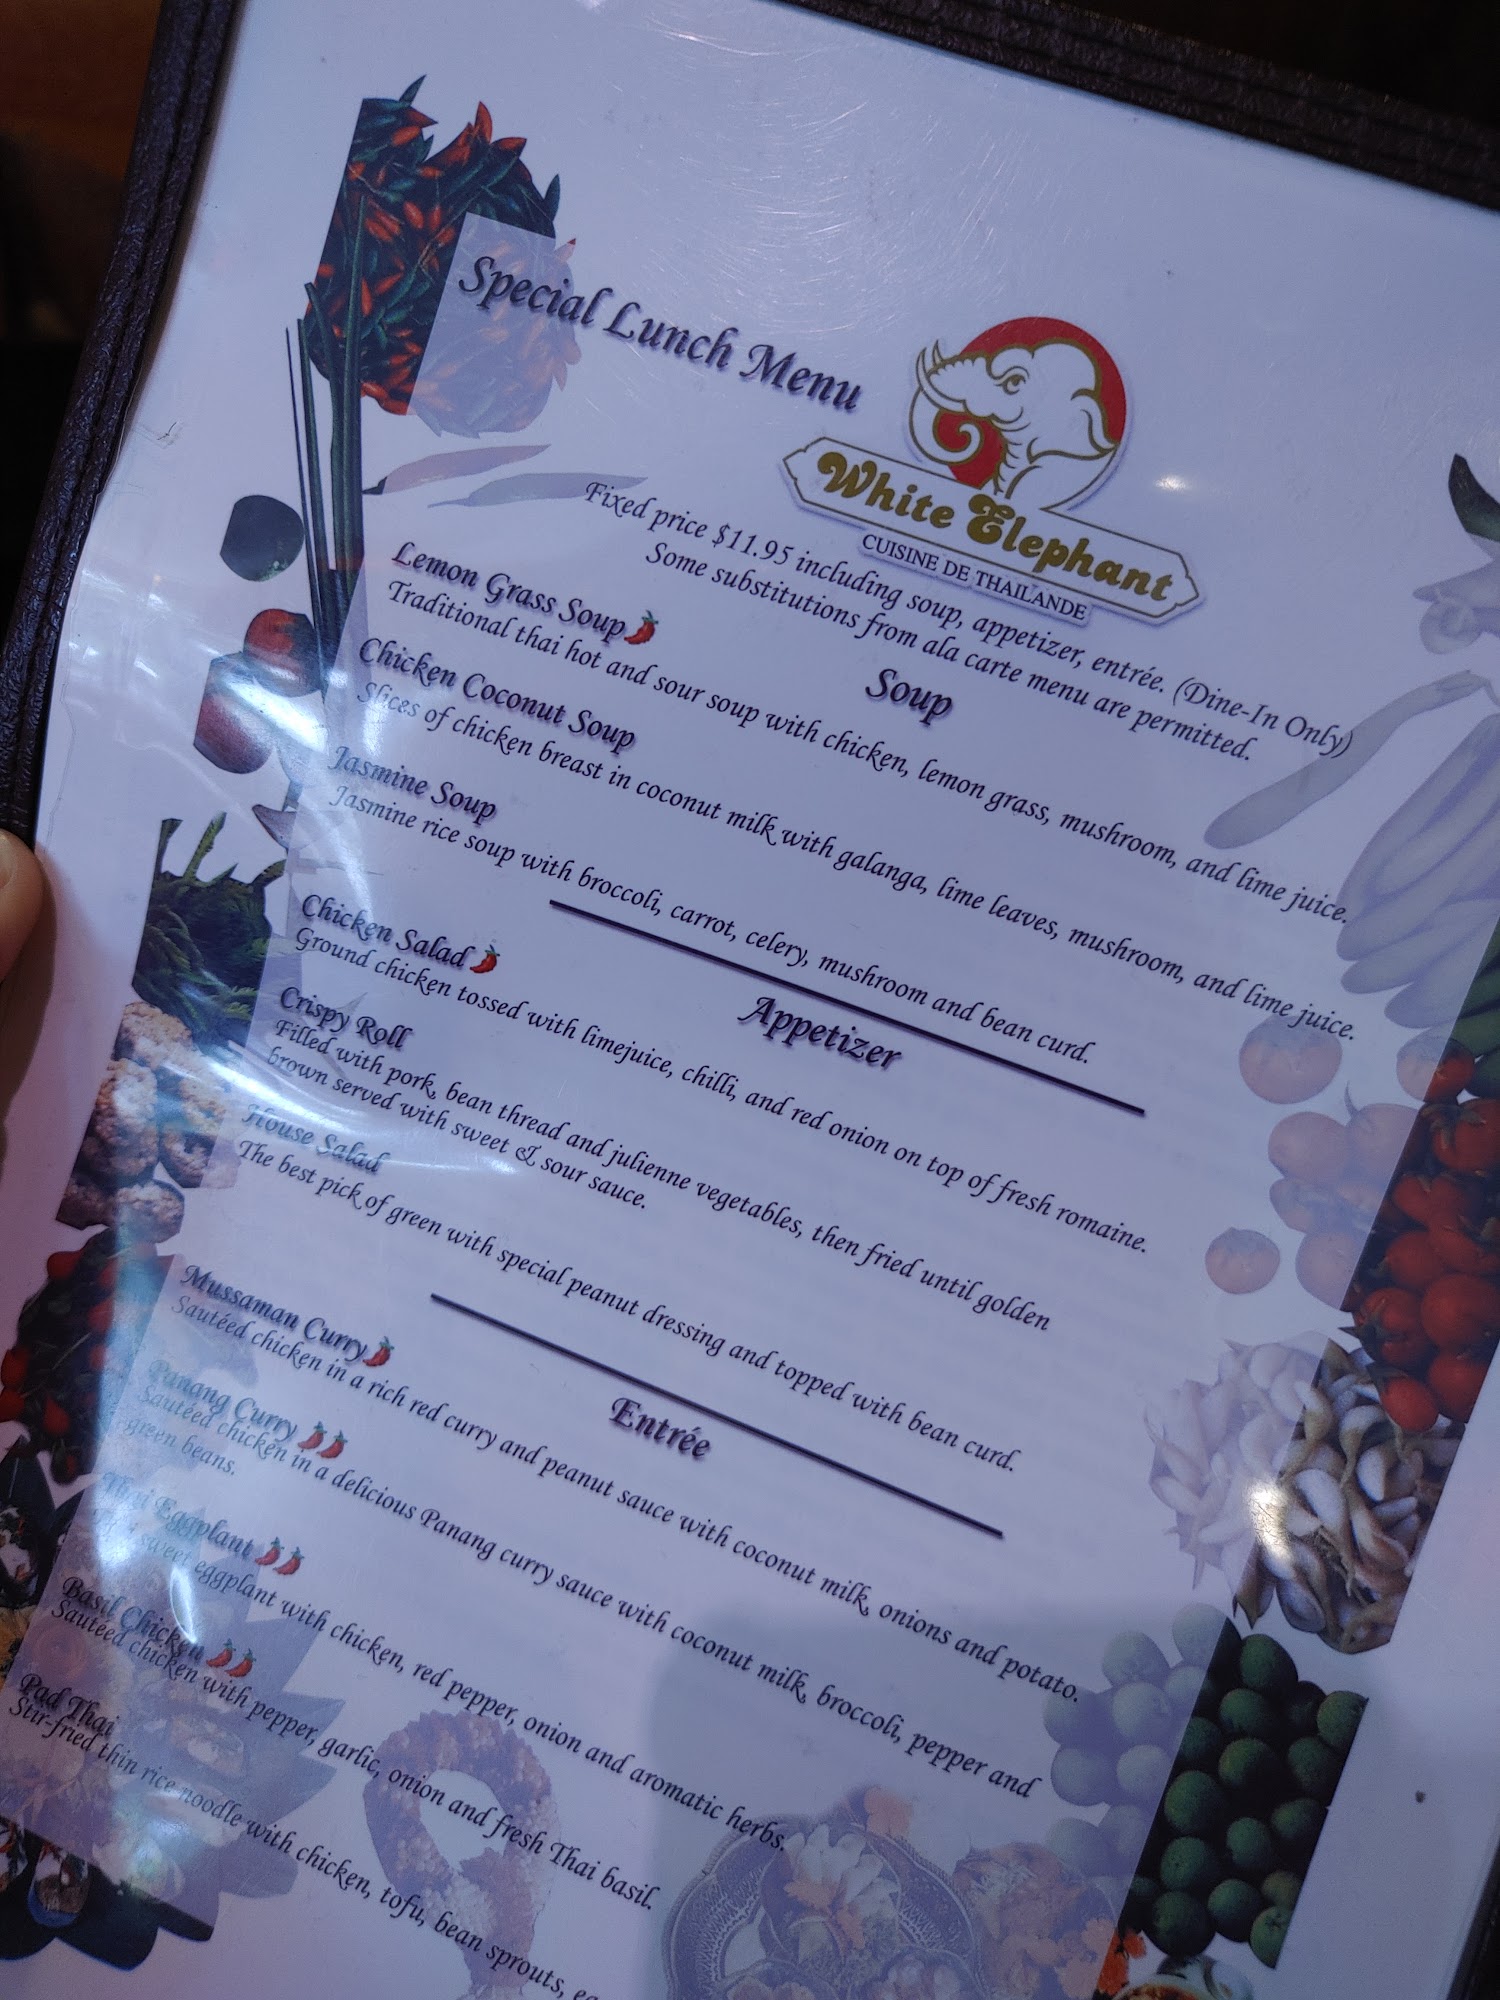 Special Lunch Menu
White Elephant
CUISINE DE THAILANDE
Fixed price $11.95 including soup, appetizer, entrée. (Dine-In Only)
Some substitutions from ala carte menu are permitted.
Soup
Lemon Grass Soup
Traditional thai hot and sour soup with chicken, lemon grass, mushroom, and lime juice.
Chicken Coconut Soup
Slices of chicken breast in coconut milk with galanga, lime leaves, mushroom, and lime juice.
Jasmine Soup
Jasmine rice soup with broccoli, carrot, celery, mushroom and bean curd.
Appetizer
Chicken Salad
Ground chicken tossed with limejuice, chilli, and red onion on top of fresh romaine.
Crispy Roll
Filled with pork, bean thread and julienne vegetables, then fried until golden
brown served with sweet & sour sauce.
House Salad
The best pick of green with special peanut dressing and topped with bean curd.
Entrée
Mussaman Curry
Sautéed chicken in a rich red curry and peanut sauce with coconut milk, onions and potato.
Panang Curry
Sautéed chicken in a delicious Panang curry sauce with coconut milk, broccoli, pepper and
green beans.
Thai Eggplant
sweet eggplant with chicken, red pepper, onion and aromatic herbs.
Basil Chicken
Sautéed chicken with pepper, garlic, onion and fresh Thai basil.
Pad Thai
Stir-fried thin rice noodle with chicken, tofu, bean sprouts,